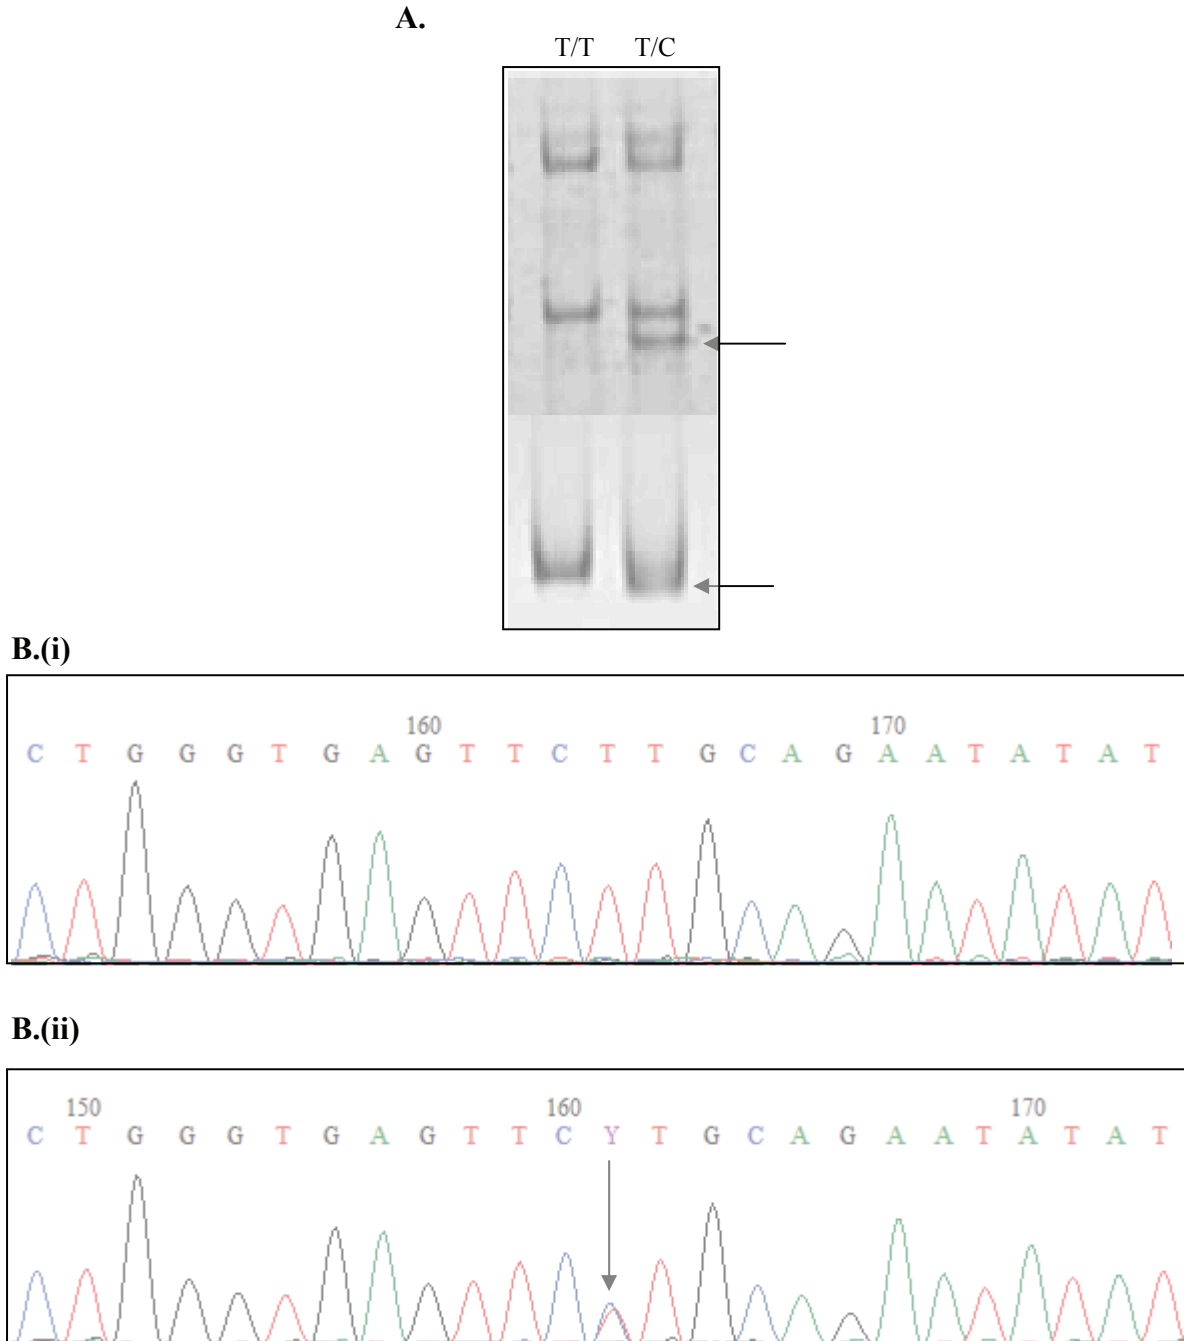 A.
T/T T/C
B.(i)
160 170
C T G G G T G A G T T C T T G C A G A A T A T A T
B.(ii)
150 160 170
C T G G G T G A G T T C Y T G C A G A A T A T A T